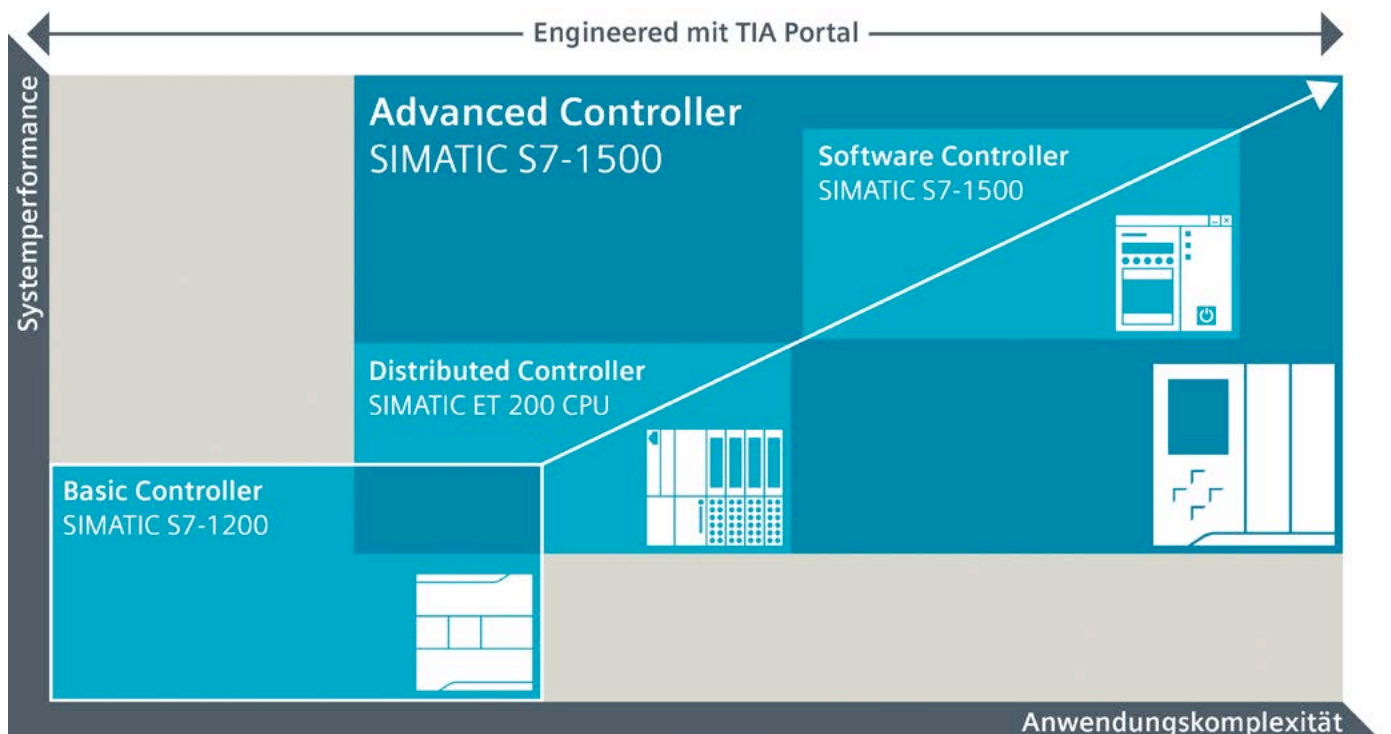 Engineered mit TIA Portal
Systemperformance
Advanced Controller
SIMATIC S7-1500
Software Controller
SIMATIC S7-1500
Distributed Controller
SIMATIC ET 200 CPU
Basic Controller
SIMATIC S7-1200
Anwendungskomplexität